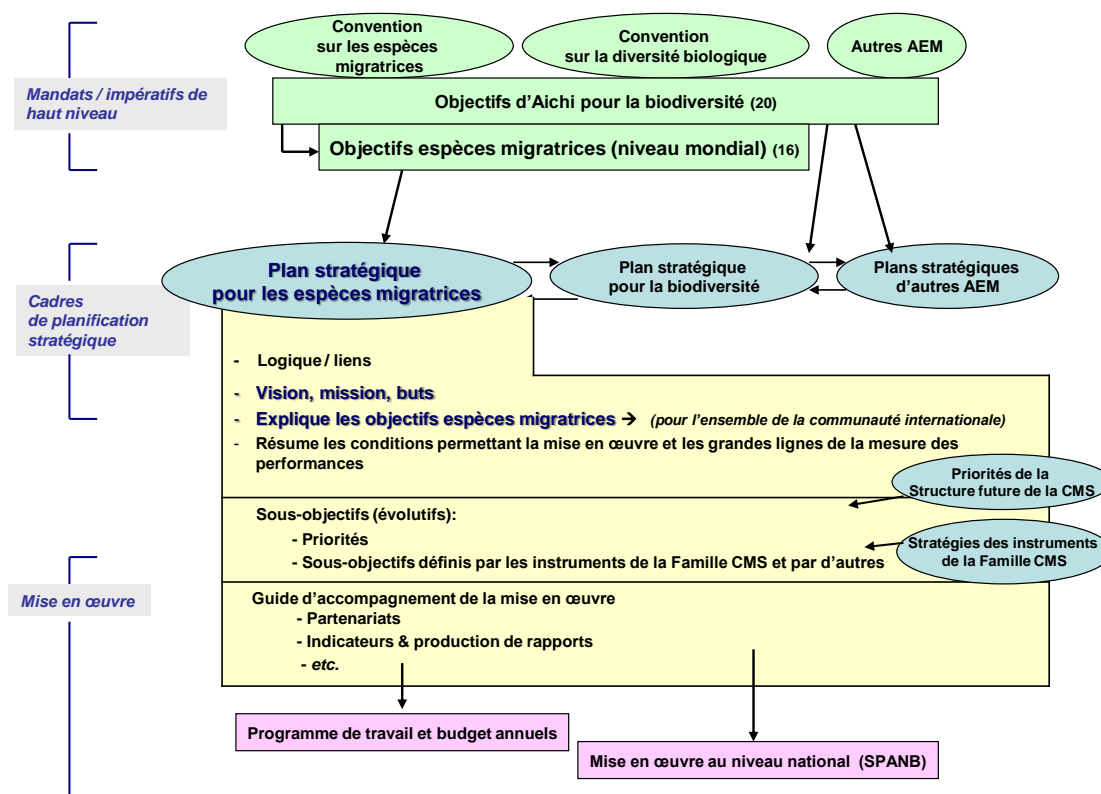 Convention
sur les espèces
migratrices
Convention
sur la diversité biologique
Autres AEM
Mandats / impératifs de
haut niveau
Objectifs d'Aichi pour la biodiversité (20)
Objectifs espèces migratrices (niveau mondial) (16)
Plan stratégique
pour les espèces migratrices
Plan stratégique
pour la biodiversité
Plans stratégiques
d'autres AEM
Cadres
de planification
stratégique
- Logique / liens
- Vision, mission, buts
- Explique les objectifs espèces migratrices → (pour l'ensemble de la communauté internationale)
- Résume les conditions permettant la mise en œuvre et les grandes lignes de la mesure des
performances
Priorités de la
Structure future de la CMS
Sous-objectifs (évolutifs):
- Priorités
- Sous-objectifs définis par les instruments de la Famille CMS et par d'autres
Stratégies des instruments
de la Famille CMS
Mise en œuvre
Guide d'accompagnement de la mise en œuvre
- Partenariats
- Indicateurs & production de rapports
- etc.
Programme de travail et budget annuels
Mise en œuvre au niveau national (SPANB)